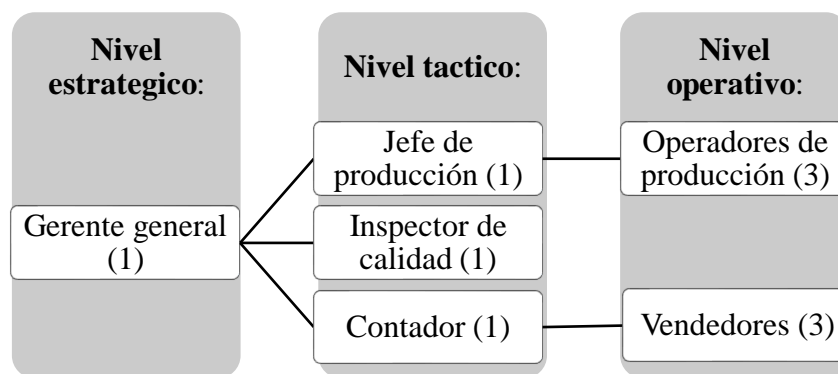 Nivel
estrategico:
Gerente general
(1)
Nivel tactico:
Jefe de
producción (1)
Inspector de
calidad (1)
Contador (1)
Nivel
operativo:
Operadores de
producción (3)
Vendedores (3)